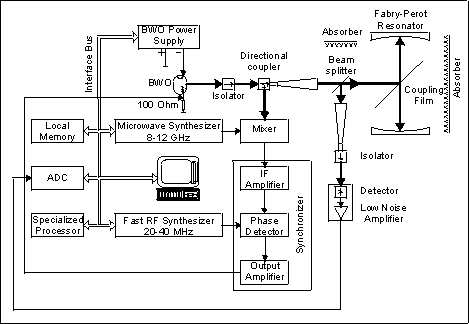 Fabry-Perot
Resonator
BWO Power
Supply
+ −
Interface Bus
BWO
100 Ohm
Directional
coupler
Isolator
Absorber
Beam
splitter
Coupling
Film
Absorber
Local
Memory
Microwave Synthesizer
8-12 GHz
Mixer
Isolator
ADC
IF
Amplifier
Synchronizer
Detector
Low Noise
Amplifier
Specialized
Processor
Fast RF Synthesizer
20-40 MHz
Phase
Detector
Output
Amplifier